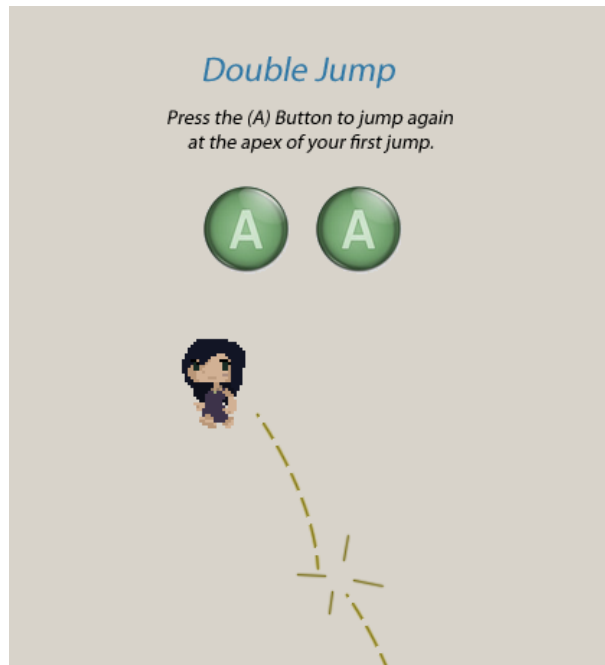 Double Jump
Press the (A) Button to jump again
at the apex of your first jump.
A A